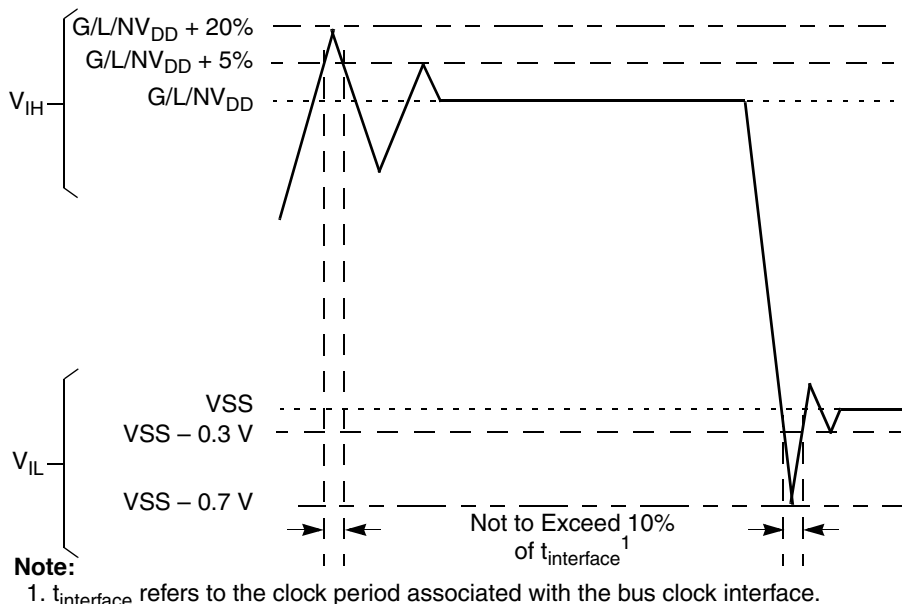 G/L/NVDD + 20%
G/L/NVDD + 5%
G/L/NVDD
VIH
VSS
VSS – 0.3 V
VIL
VSS – 0.7 V
Not to Exceed 10%
of tinterface1
Note:
1. tinterface refers to the clock period associated with the bus clock interface.